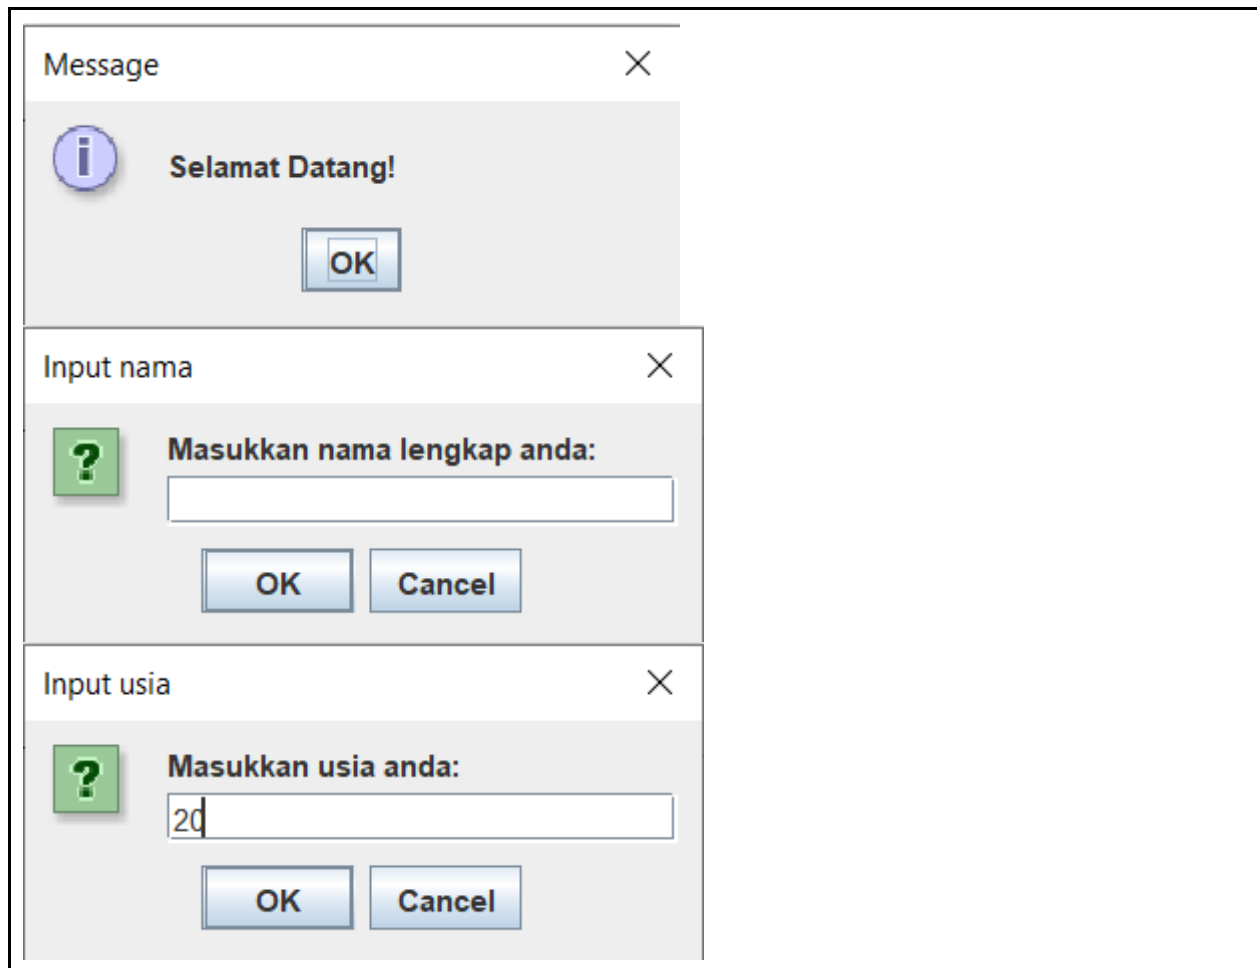 Message
Selamat Datang!
OK
Input nama
Masukkan nama lengkap anda:
OK Cancel
Input usia
Masukkan usia anda:
20
OK Cancel